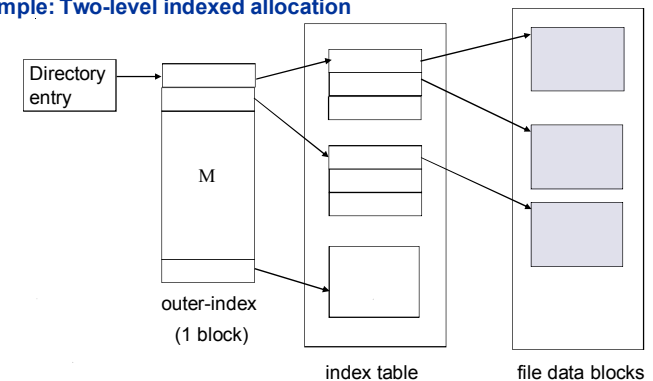 mple: Two-level indexed allocation
Directory
entry
M
outer-index
(1 block)
index table
file data blocks